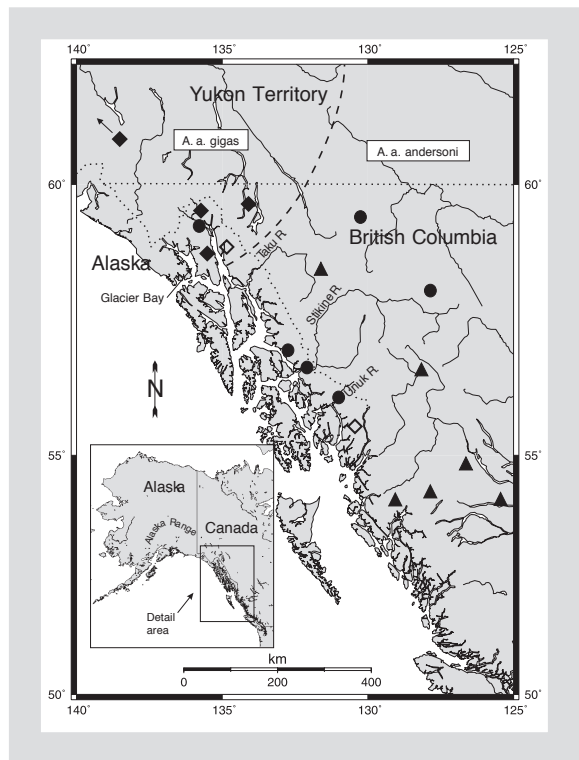 140° 135° 130° 125°
Yukon Territory
A. a. gigas
A. a. andersoni
60° 60°
British Columbia
Taku R
Alaska
Glacier Bay
Stikine R
N
Unuk R
55° 55°
Alaska
Canada
Alaska Range
Detail
area
km
0 200 400
50° 50°
140° 135° 130° 125°